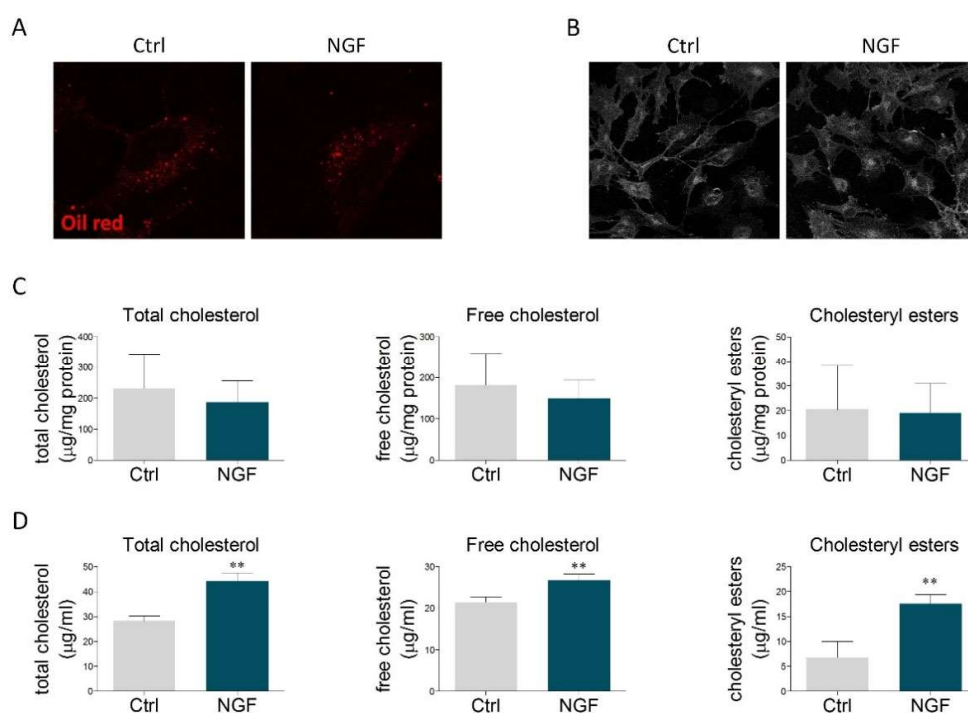 A
Ctrl
NGF
Oil red
B
Ctrl
NGF
C
Total cholesterol
total cholesterol
(µg/mg protein)
400
300
200
100
0
Ctrl
NGF
Free cholesterol
free cholesterol
(µg/mg protein)
300
200
100
0
Ctrl
NGF
Cholesteryl esters
cholesteryl esters
(µg/mg protein)
50
40
30
20
10
0
Ctrl
NGF
D
Total cholesterol
total cholesterol
(µg/ml)
50
40
30
20
10
0
**
Ctrl
NGF
Free cholesterol
free cholesterol
(µg/ml)
30
20
10
0
**
Ctrl
NGF
Cholesteryl esters
cholesteryl esters
(µg/ml)
25
20
15
10
5
0
**
Ctrl
NGF